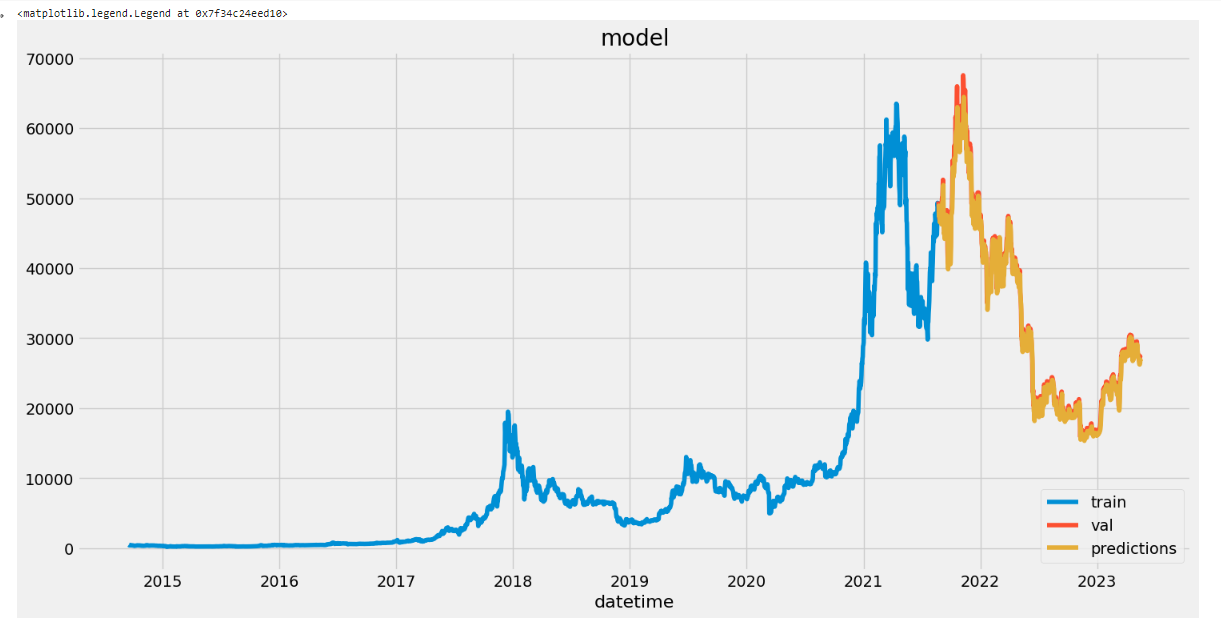 <matplotlib.legend.Legend at 0x7f34c24eed10>
model
70000
60000
50000
40000
30000
20000
10000
0
2015 2016 2017 2018 2019 2020 2021 2022 2023
datetime
train
val
predictions